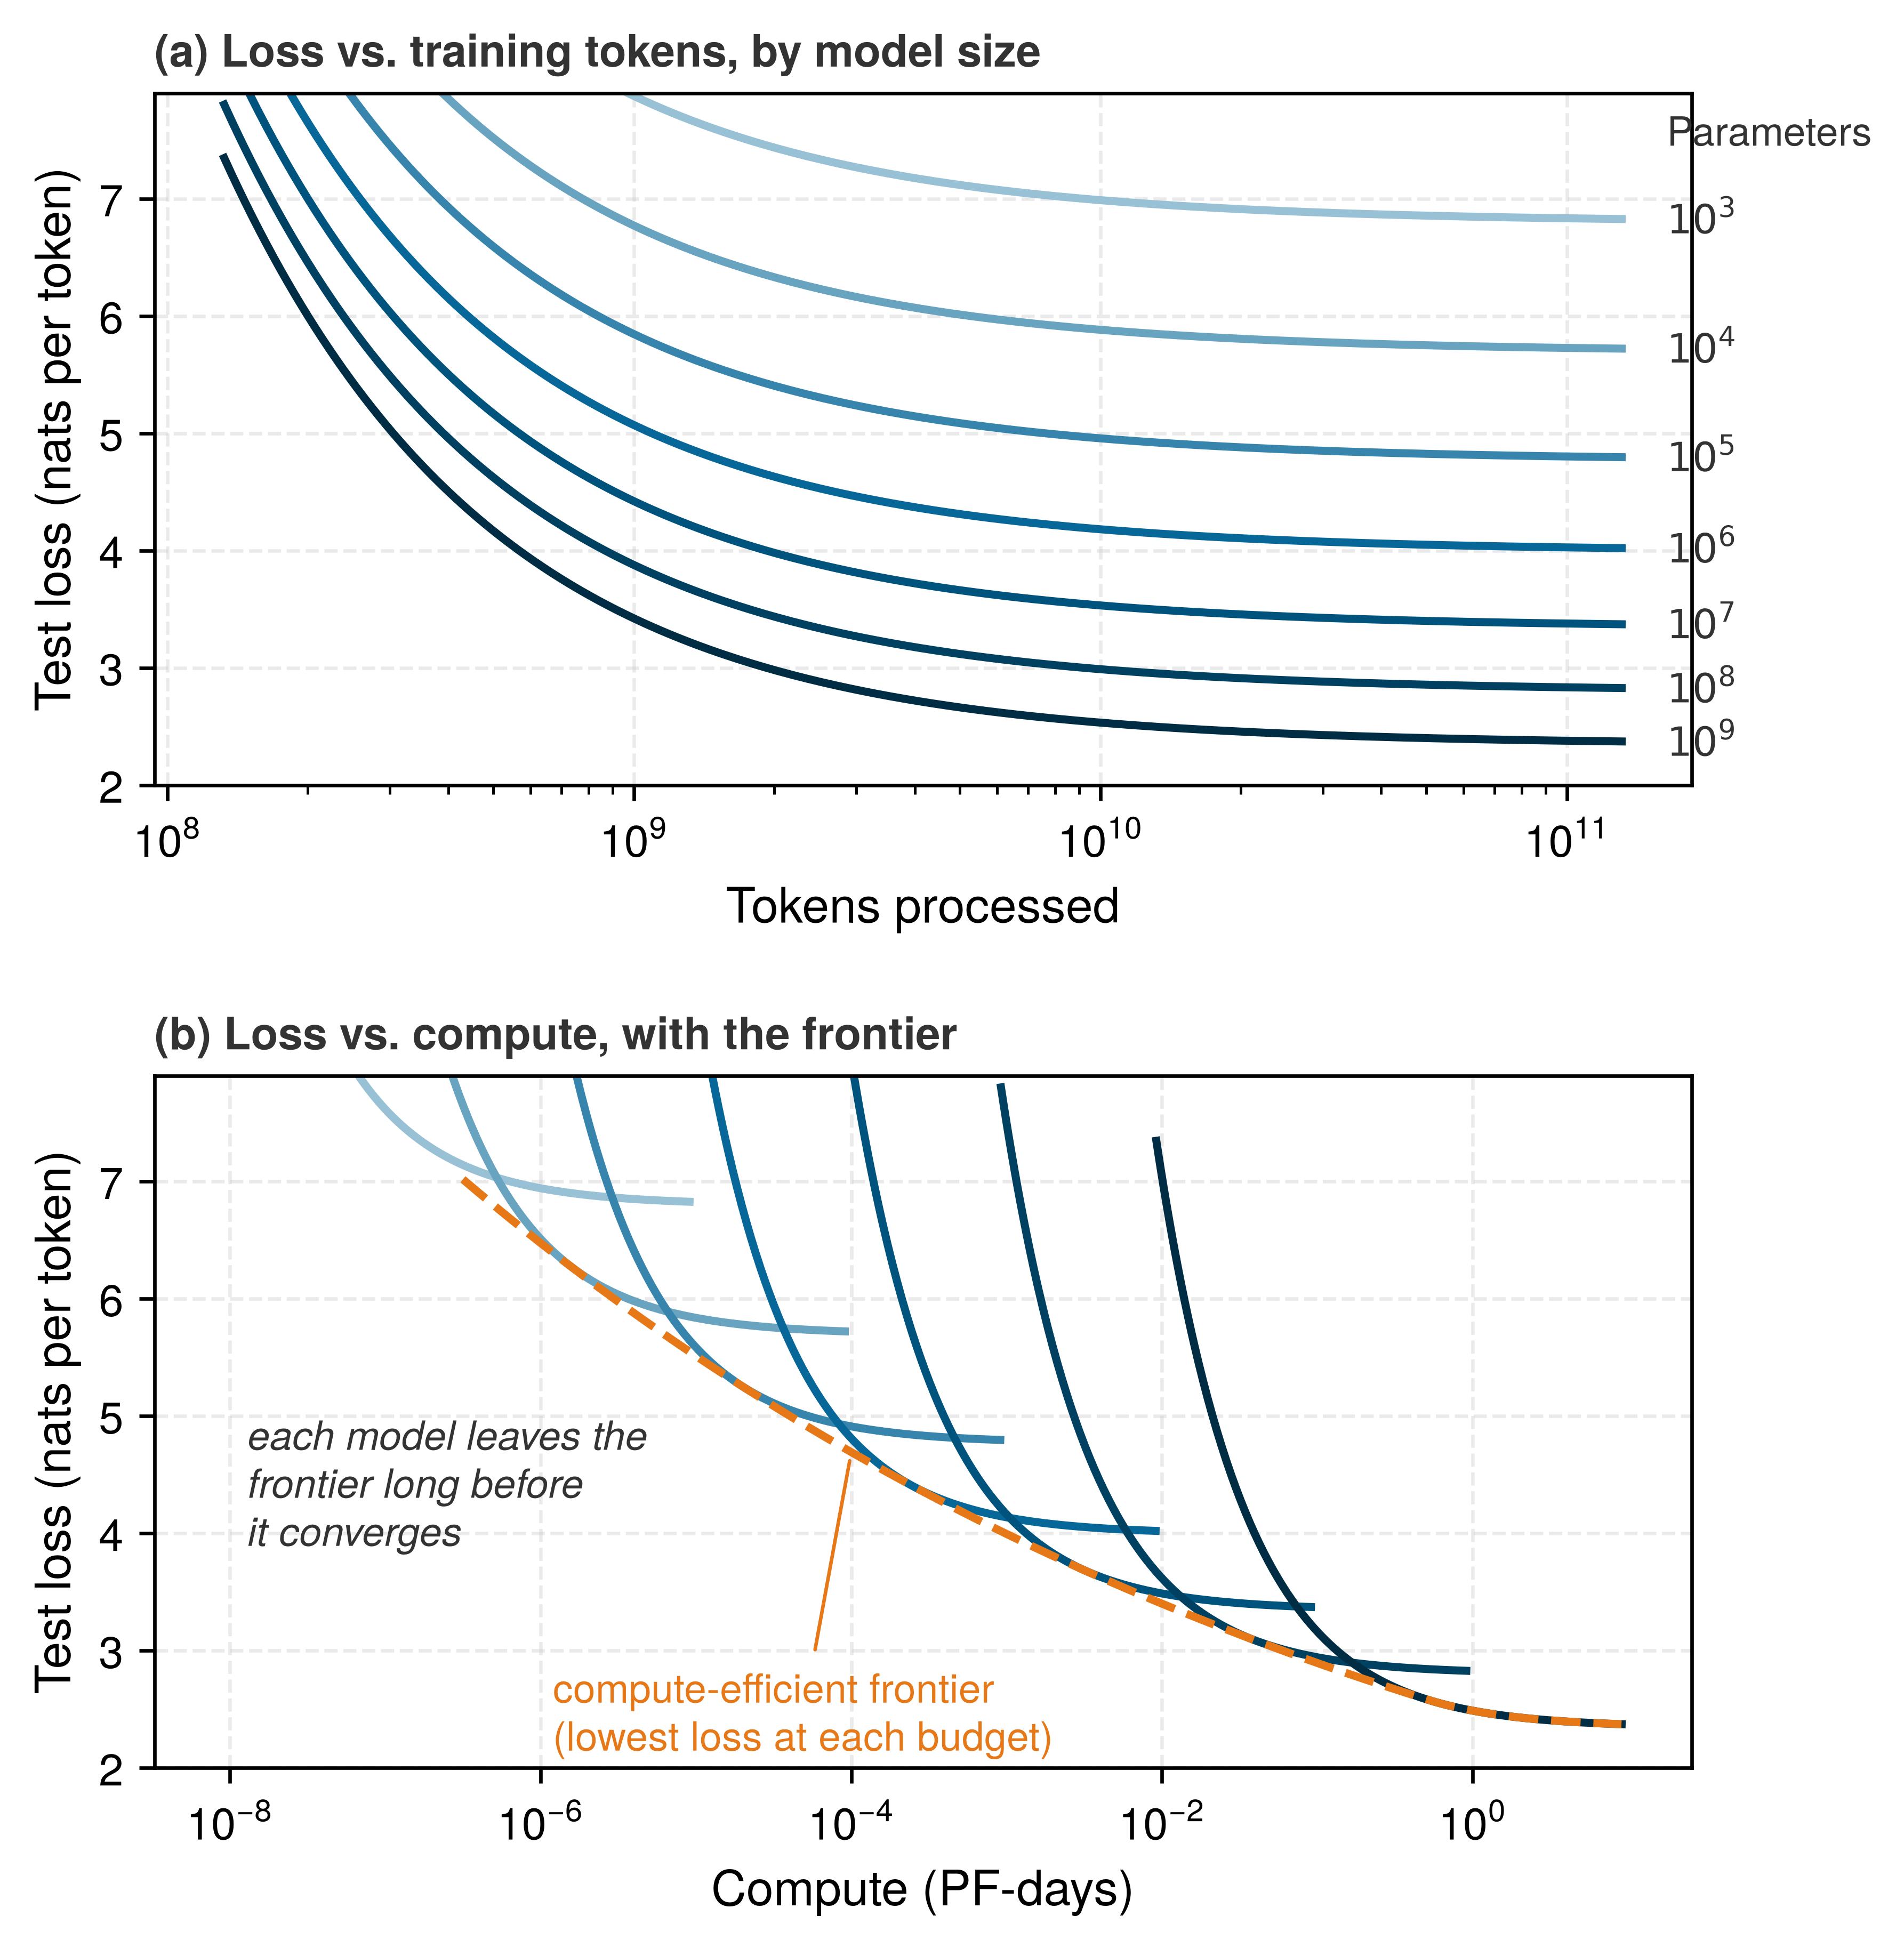 (a) Loss vs. training tokens, by model size
Parameters
Test loss (nats per token)
7
6
5
4
3
2
10³
10⁴
10⁵
10⁶
10⁷
10⁸
10⁹
10⁸
10⁹
10¹⁰
10¹¹
Tokens processed
(b) Loss vs. compute, with the frontier
Test loss (nats per token)
7
6
5
4
3
2
each model leaves the
frontier long before
it converges
compute-efficient frontier
(lowest loss at each budget)
10⁻⁸
10⁻⁶
10⁻⁴
10⁻²
10⁰
Compute (PF-days)